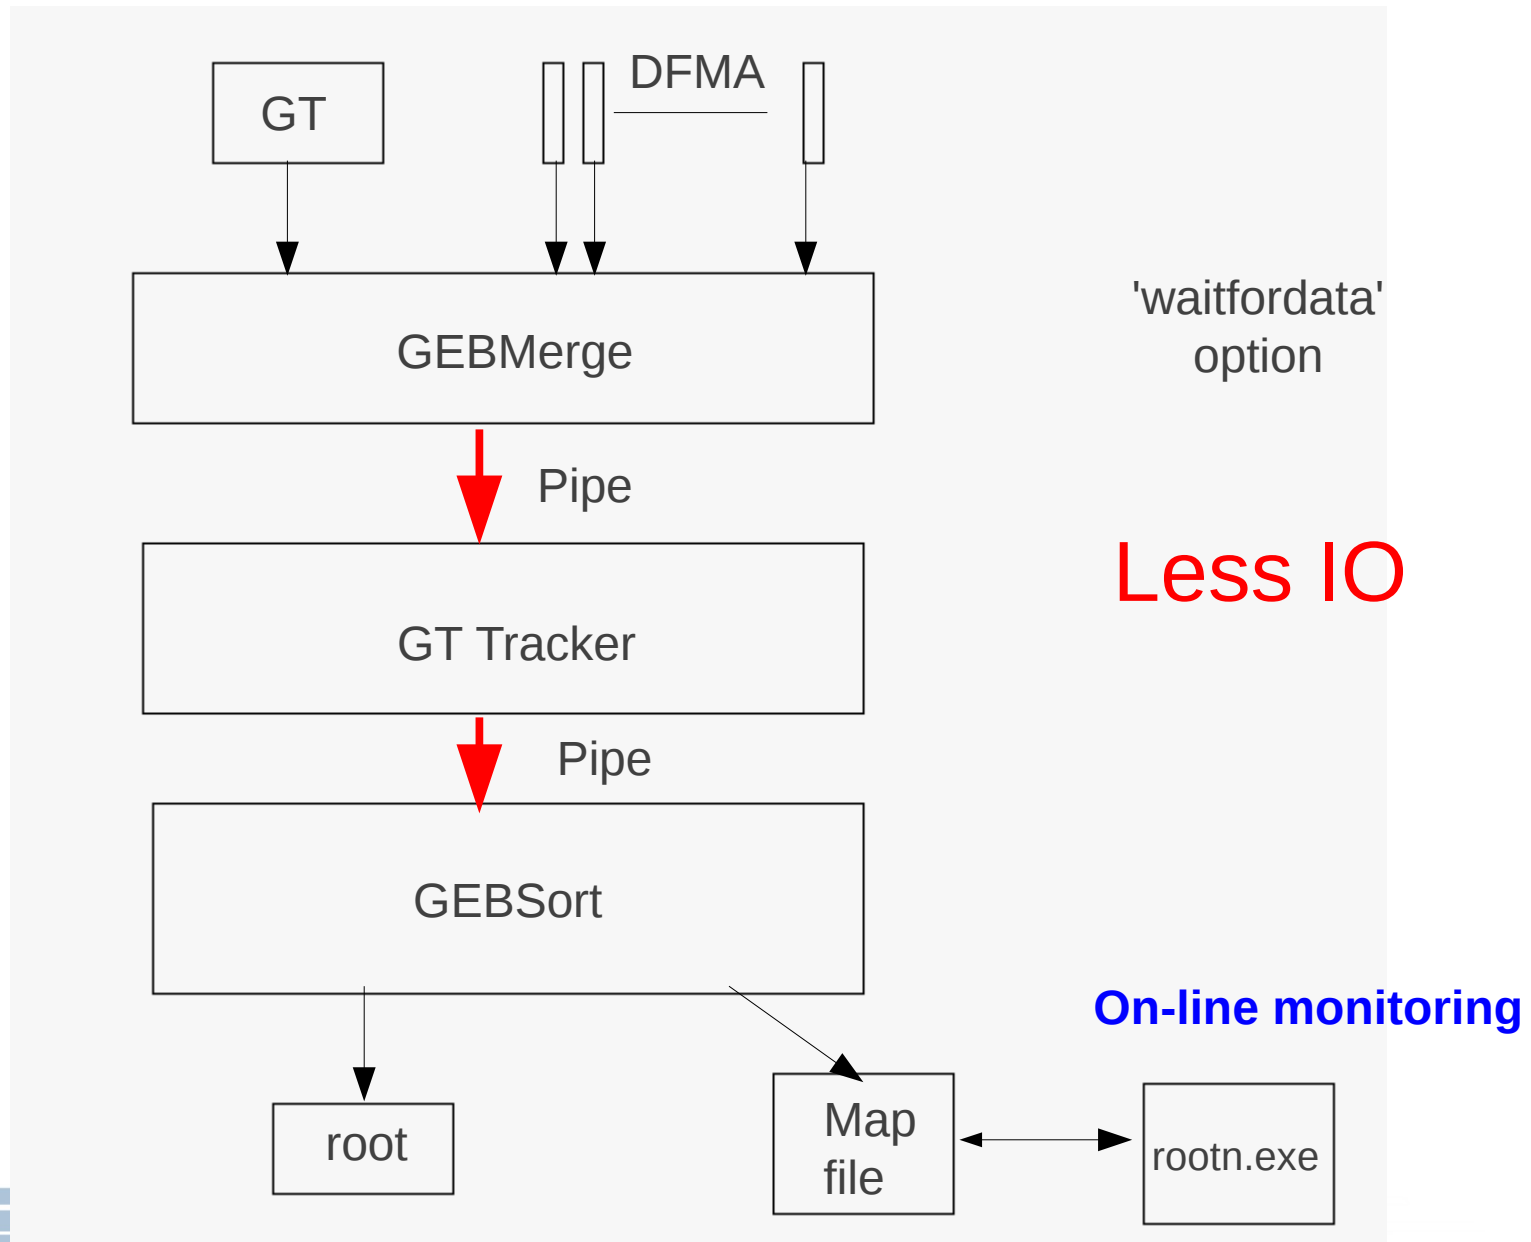 DFMA
GT
'waitfordata'
option
GEBMerge
Pipe
Less IO
GT Tracker
Pipe
GEBSort
On-line monitoring
root
Map
file
rootn.exe